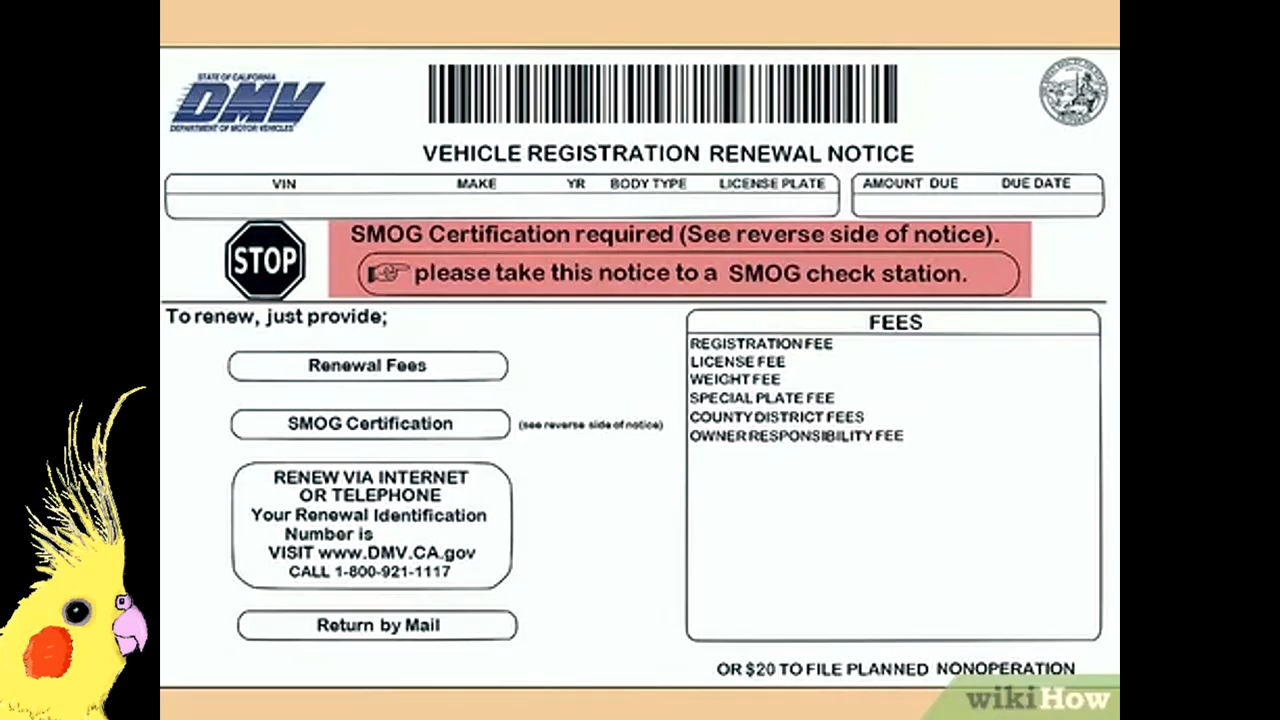 STATE OF CALIFORNIA
DMV
DEPARTMENT OF MOTOR VEHICLES
VEHICLE REGISTRATION RENEWAL NOTICE
VIN MAKE YR BODY TYPE LICENSE PLATE AMOUNT DUE DUE DATE
STOP
SMOG Certification required (See reverse side of notice).
please take this notice to a SMOG check station.
To renew, just provide;
Renewal Fees
SMOG Certification (see reverse side of notice)
RENEW VIA INTERNET
OR TELEPHONE
Your Renewal Identification
Number is
VISIT www.DMV.CA.gov
CALL 1-800-921-1117
Return by Mail
FEES
REGISTRATION FEE
LICENSE FEE
WEIGHT FEE
SPECIAL PLATE FEE
COUNTY DISTRICT FEES
OWNER RESPONSIBILITY FEE
OR $20 TO FILE PLANNED NONOPERATION
wikiHow